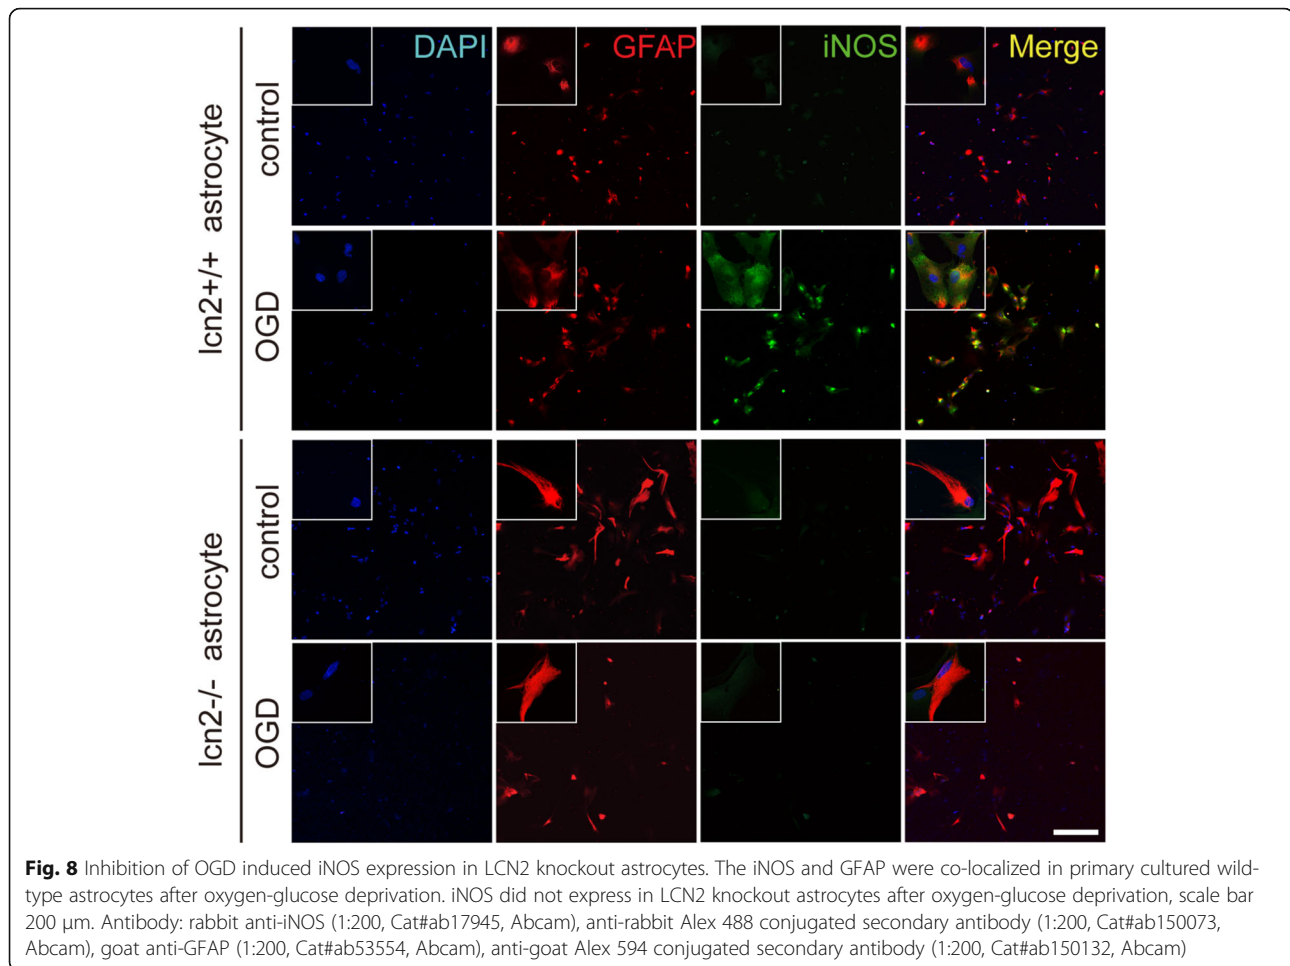 DAPI GFAP iNOS Merge
lcn2+/+ astrocyte
control
OGD
lcn2-/- astrocyte
control
OGD
Fig. 8 Inhibition of OGD induced iNOS expression in LCN2 knockout astrocytes. The iNOS and GFAP were co-localized in primary cultured wild-
type astrocytes after oxygen-glucose deprivation. iNOS did not express in LCN2 knockout astrocytes after oxygen-glucose deprivation, scale bar
200 μm. Antibody: rabbit anti-iNOS (1:200, Cat#ab17945, Abcam), anti-rabbit Alex 488 conjugated secondary antibody (1:200, Cat#ab150073,
Abcam), goat anti-GFAP (1:200, Cat#ab53554, Abcam), anti-goat Alex 594 conjugated secondary antibody (1:200, Cat#ab150132, Abcam)